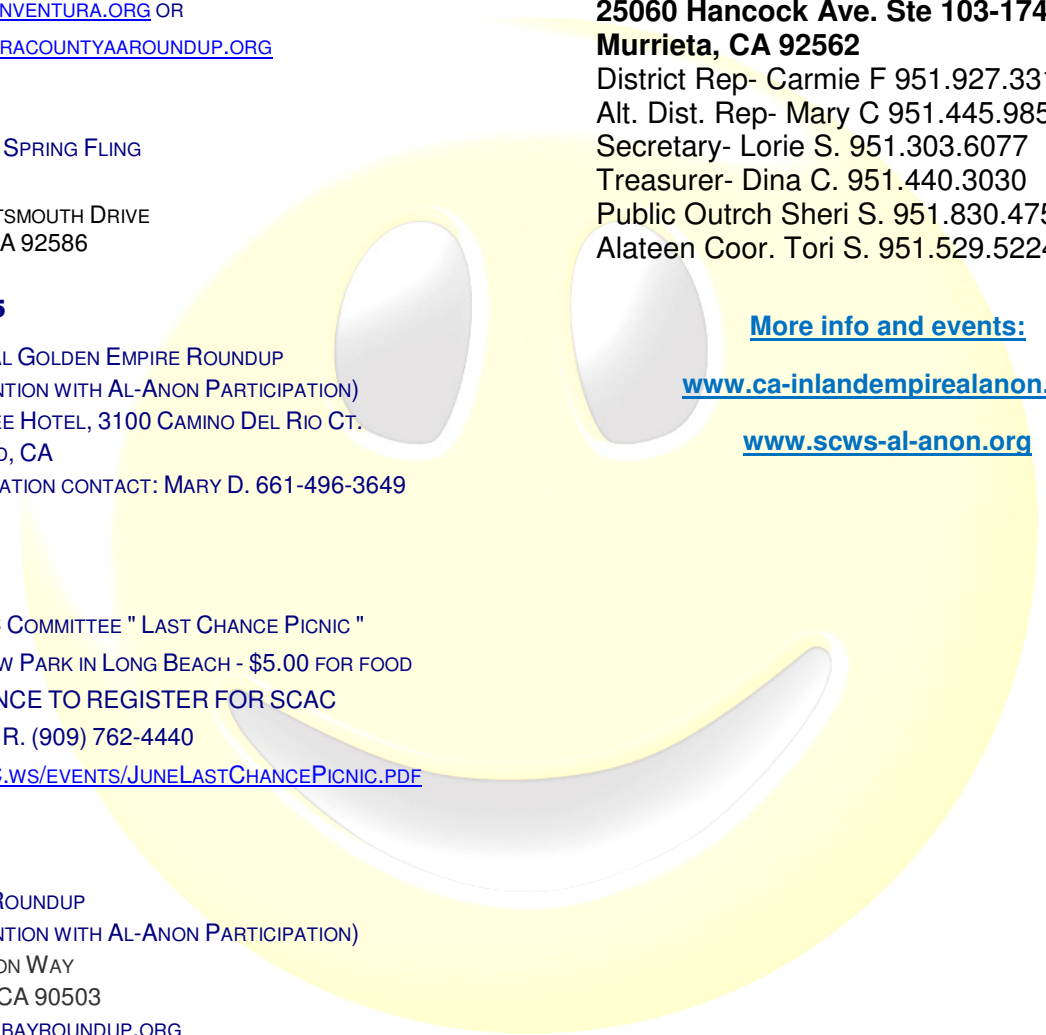 NVENTURA.ORG OR
RACOUNTYAAROUNDUP.ORG
SPRING FLING
TSMOUTH DRIVE
A 92586
5
AL GOLDEN EMPIRE ROUNDUP
NTION WITH AL-ANON PARTICIPATION)
EE HOTEL, 3100 CAMINO DEL RIO CT.
D, CA
ATION CONTACT: MARY D. 661-496-3649
COMMITTEE " LAST CHANCE PICNIC "
W PARK IN LONG BEACH - $5.00 FOR FOOD
NCE TO REGISTER FOR SCAC
R. (909) 762-4440
C.WS/EVENTS/JUNELASTCHANCEPICNIC.PDF
ROUNDUP
NTION WITH AL-ANON PARTICIPATION)
ON WAY
CA 90503
BAYROUNDUP.ORG
25060 Hancock Ave. Ste 103-174
Murrieta, CA 92562
District Rep- Carmie F 951.927.331
Alt. Dist. Rep- Mary C 951.445.985
Secretary- Lorie S. 951.303.6077
Treasurer- Dina C. 951.440.3030
Public Outrch Sheri S. 951.830.475
Alateen Coor. Tori S. 951.529.5224
More info and events:
www.ca-inlandempirealanon.
www.scws-al-anon.org